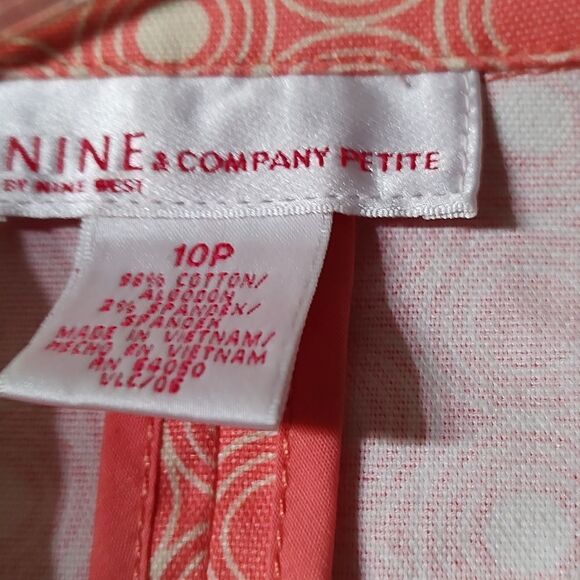 NINE & COMPANY PETITE
BY NINE WEST
10P
98% COTTON/
ALGODON
2% SPANDEX/
SPANDEX
MADE IN VIETNAM/
HECHO EN VIETNAM
RN 84050
VLC/06